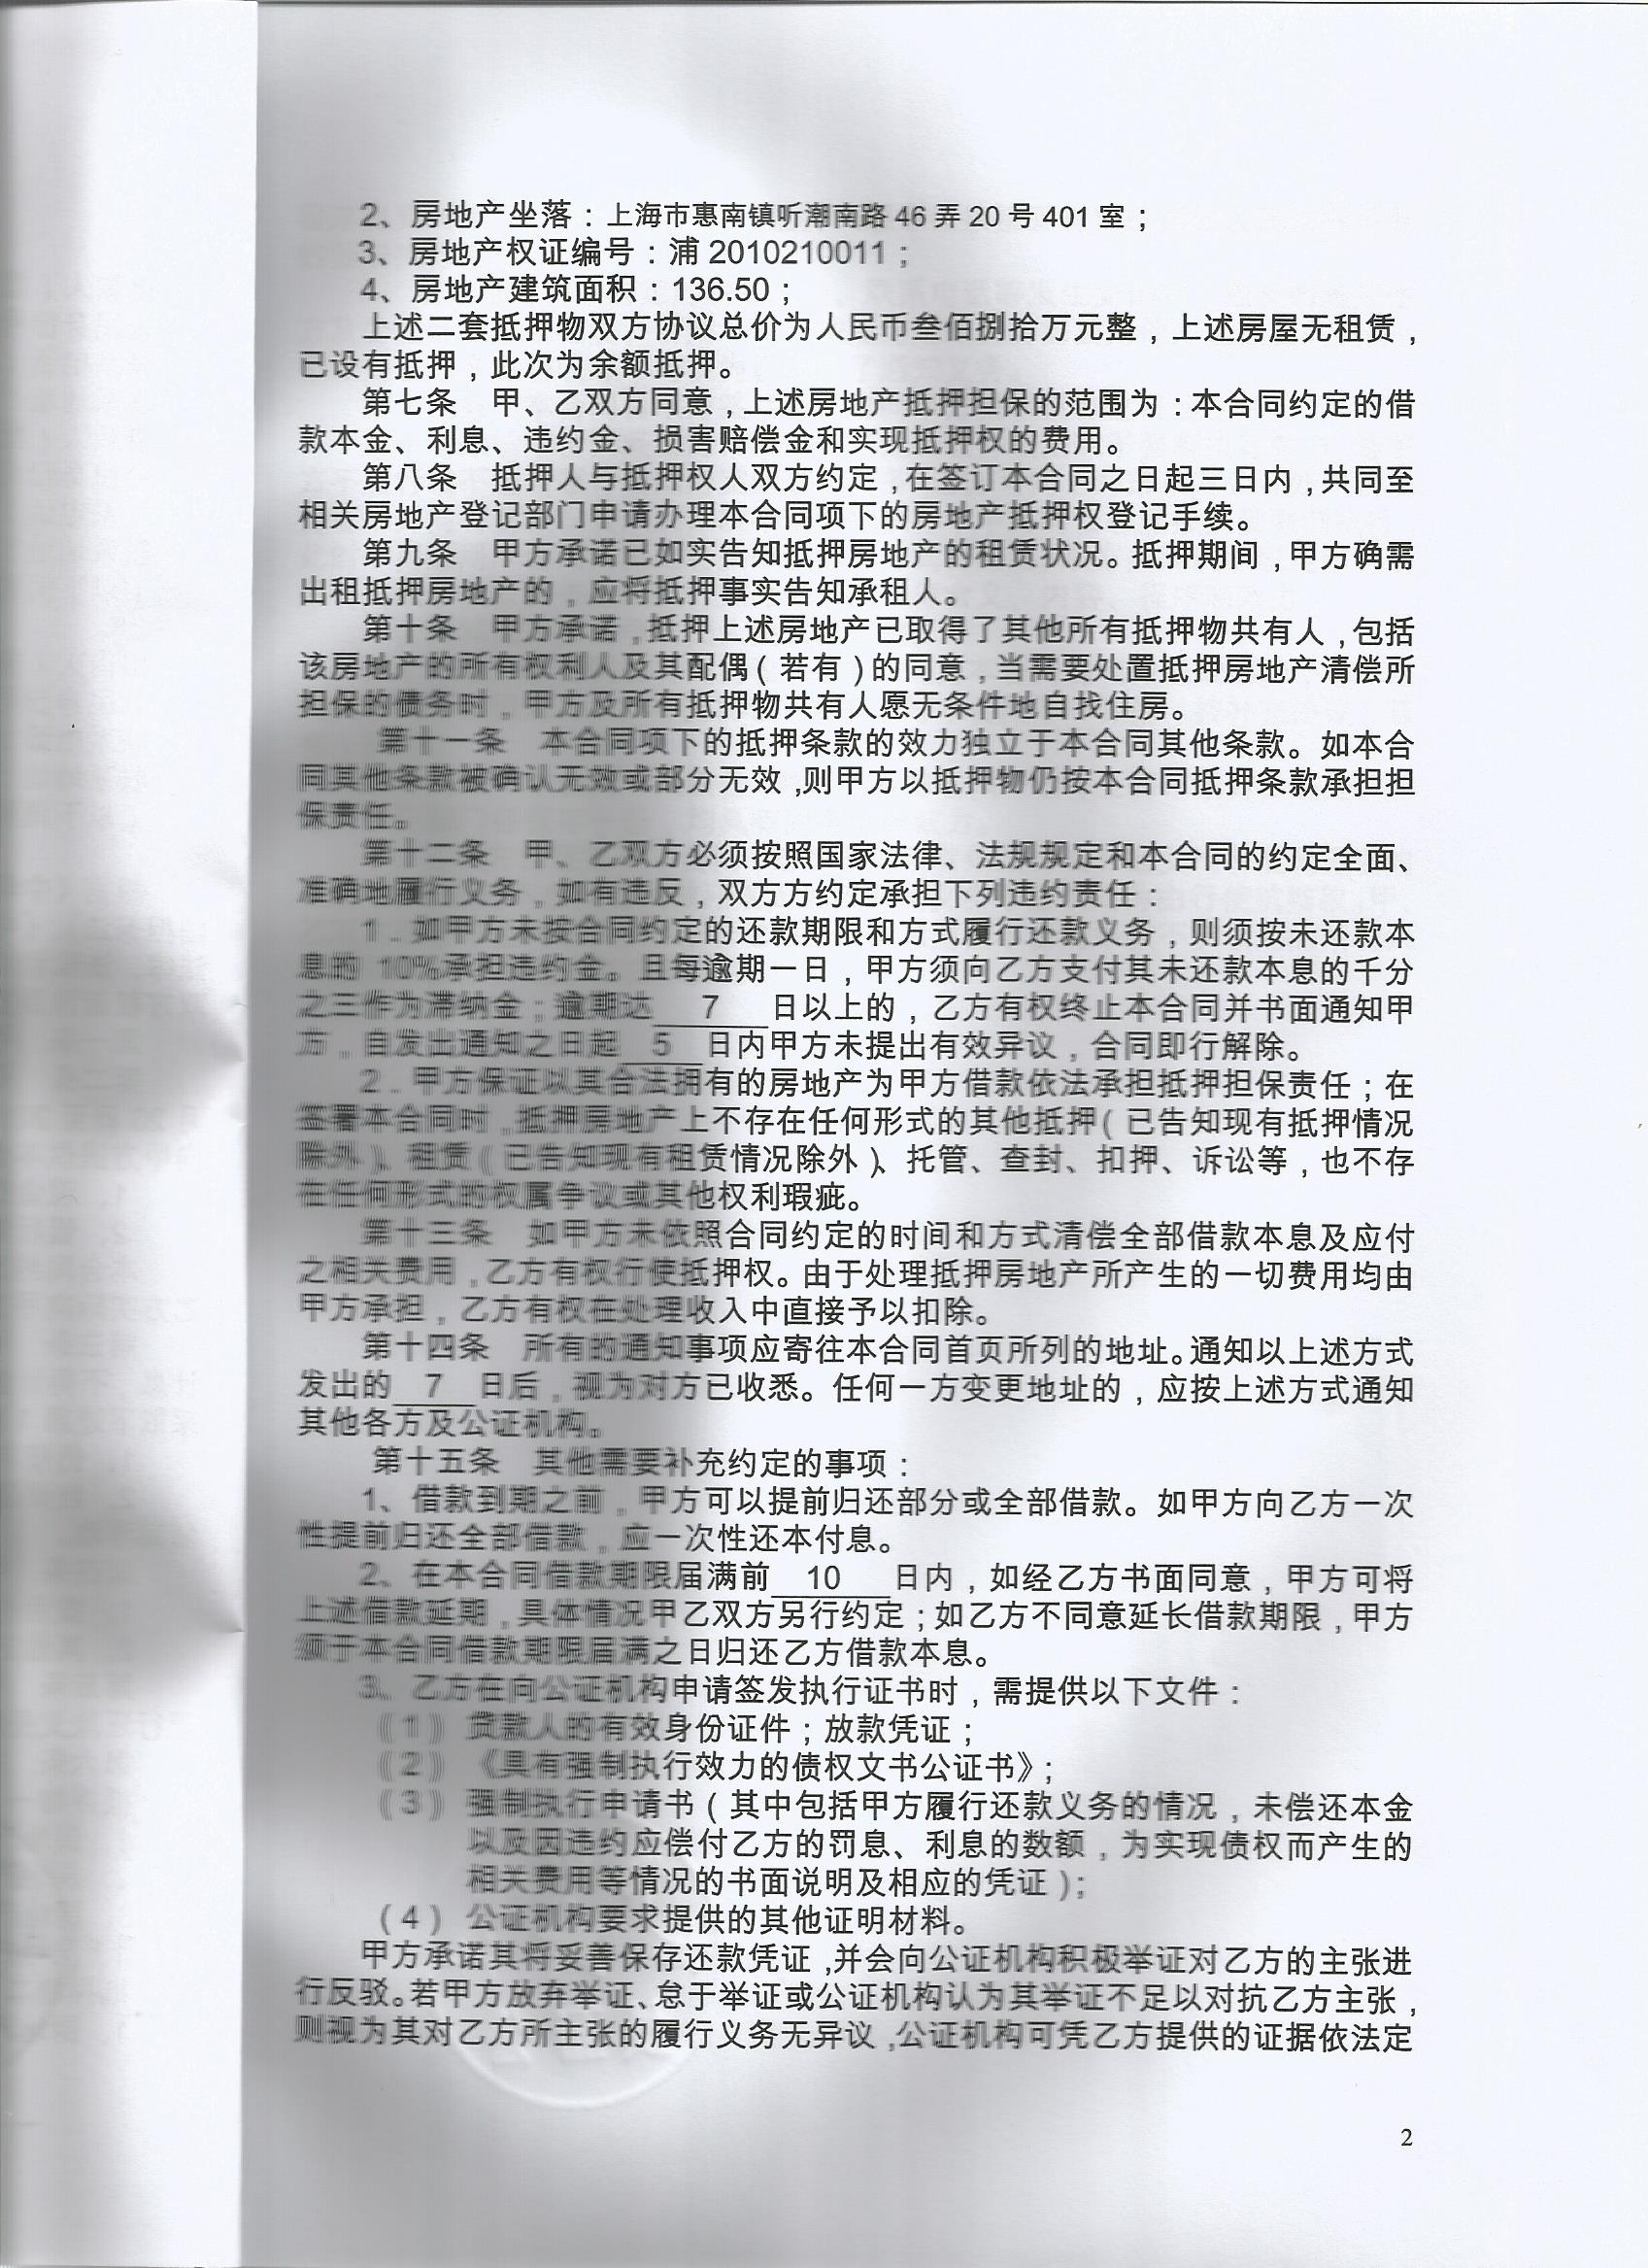 2、房地产坐落：上海市惠南镇听潮南路 46 弄 20 号 401 室；
3、房地产权证编号：浦 2010210011；
4、房地产建筑面积：136.50；
上述二套抵押物双方协议总价为人民币叁佰捌拾万元整，上述房屋无租赁，
已设有抵押，此次为余额抵押。
第七条　甲、乙双方同意，上述房地产抵押担保的范围为：本合同约定的借
款本金、利息、违约金、损害赔偿金和实现抵押权的费用。
第八条　抵押人与抵押权人双方约定，在签订本合同之日起三日内，共同至
相关房地产登记部门申请办理本合同项下的房地产抵押权登记手续。
第九条　甲方承诺已如实告知抵押房地产的租赁状况。抵押期间，甲方确需
出租抵押房地产的，应将抵押事实告知承租人。
第十条　甲方承诺，抵押上述房地产已取得了其他所有抵押物共有人，包括
该房地产的所有权利人及其配偶（若有）的同意，当需要处置抵押房地产清偿所
担保的债务时，甲方及所有抵押物共有人愿无条件地自找住房。
第十一条　本合同项下的抵押条款的效力独立于本合同其他条款。如本合
同其他条款被确认无效或部分无效，则甲方以抵押物仍按本合同抵押条款承担担
保责任。
第十二条　甲、乙双方必须按照国家法律、法规规定和本合同的约定全面、
准确地履行义务，如有违反，双方方约定承担下列违约责任：
1．如甲方未按合同约定的还款期限和方式履行还款义务，则须按未还款本
息的 10%承担违约金。且每逾期一日，甲方须向乙方支付其未还款本息的千分
之三作为滞纳金；逾期达 7 日以上的，乙方有权终止本合同并书面通知甲
方，自发出通知之日起 5 日内甲方未提出有效异议，合同即行解除。
2．甲方保证以其合法拥有的房地产为甲方借款依法承担抵押担保责任；在
签署本合同时，抵押房地产上不存在任何形式的其他抵押（已告知现有抵押情况
除外）、租赁（已告知现有租赁情况除外）、托管、查封、扣押、诉讼等，也不存
在任何形式的权属争议或其他权利瑕疵。
第十三条　如甲方未依照合同约定的时间和方式清偿全部借款本息及应付
之相关费用，乙方有权行使抵押权。由于处理抵押房地产所产生的一切费用均由
甲方承担，乙方有权在处理收入中直接予以扣除。
第十四条　所有的通知事项应寄往本合同首页所列的地址。通知以上述方式
发出的 7 日后，视为对方已收悉。任何一方变更地址的，应按上述方式通知
其他各方及公证机构。
第十五条　其他需要补充约定的事项：
1、借款到期之前，甲方可以提前归还部分或全部借款。如甲方向乙方一次
性提前归还全部借款，应一次性还本付息。
2、在本合同借款期限届满前 10 日内，如经乙方书面同意，甲方可将
上述借款延期，具体情况甲乙双方另行约定；如乙方不同意延长借款期限，甲方
须于本合同借款期限届满之日归还乙方借款本息。
3、乙方在向公证机构申请签发执行证书时，需提供以下文件：
（1）　贷款人的有效身份证件；放款凭证；
（2）　《具有强制执行效力的债权文书公证书》；
（3）　强制执行申请书（其中包括甲方履行还款义务的情况，未偿还本金
以及因违约应偿付乙方的罚息、利息的数额，为实现债权而产生的
相关费用等情况的书面说明及相应的凭证）；
（4）　公证机构要求提供的其他证明材料。
甲方承诺其将妥善保存还款凭证，并会向公证机构积极举证对乙方的主张进
行反驳。若甲方放弃举证、怠于举证或公证机构认为其举证不足以对抗乙方主张，
则视为其对乙方所主张的履行义务无异议，公证机构可凭乙方提供的证据依法定
2